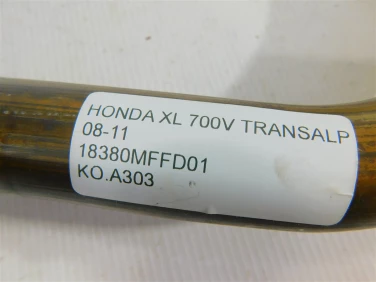 HONDA XL 700V TRANSALP
08-11
18380MFFD01
KO.A303